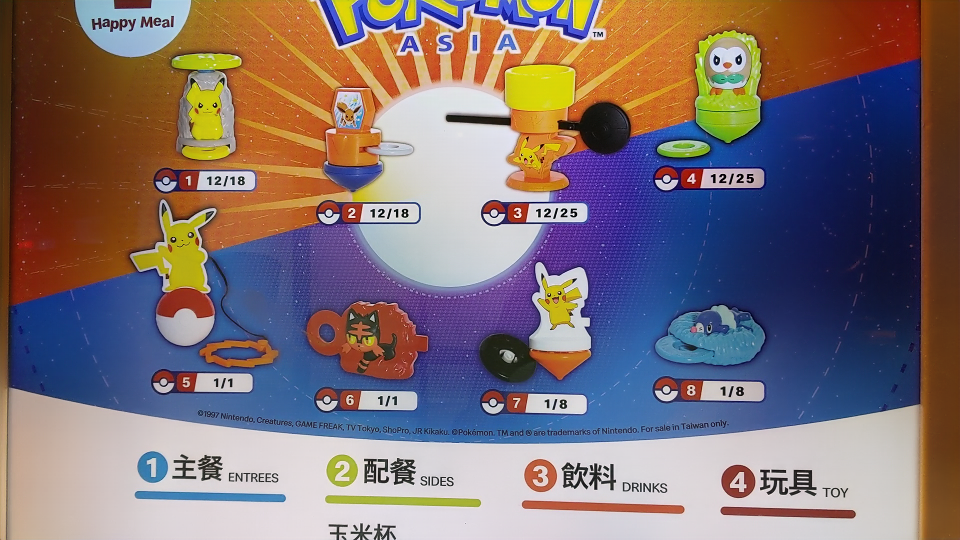 Happy Meal
POKÉMON
ASIA
TM
1 12/18
2 12/18
3 12/25
4 12/25
5 1/1
6 1/1
7 1/8
8 1/8
©1997 Nintendo, Creatures, GAME FREAK, TV Tokyo, ShoPro, JR Kikaku. ©Pokémon. TM and ® are trademarks of Nintendo. For sale in Taiwan only.
1 主餐 ENTREES
2 配餐 SIDES
3 飲料 DRINKS
4 玩具 TOY
玉米杯